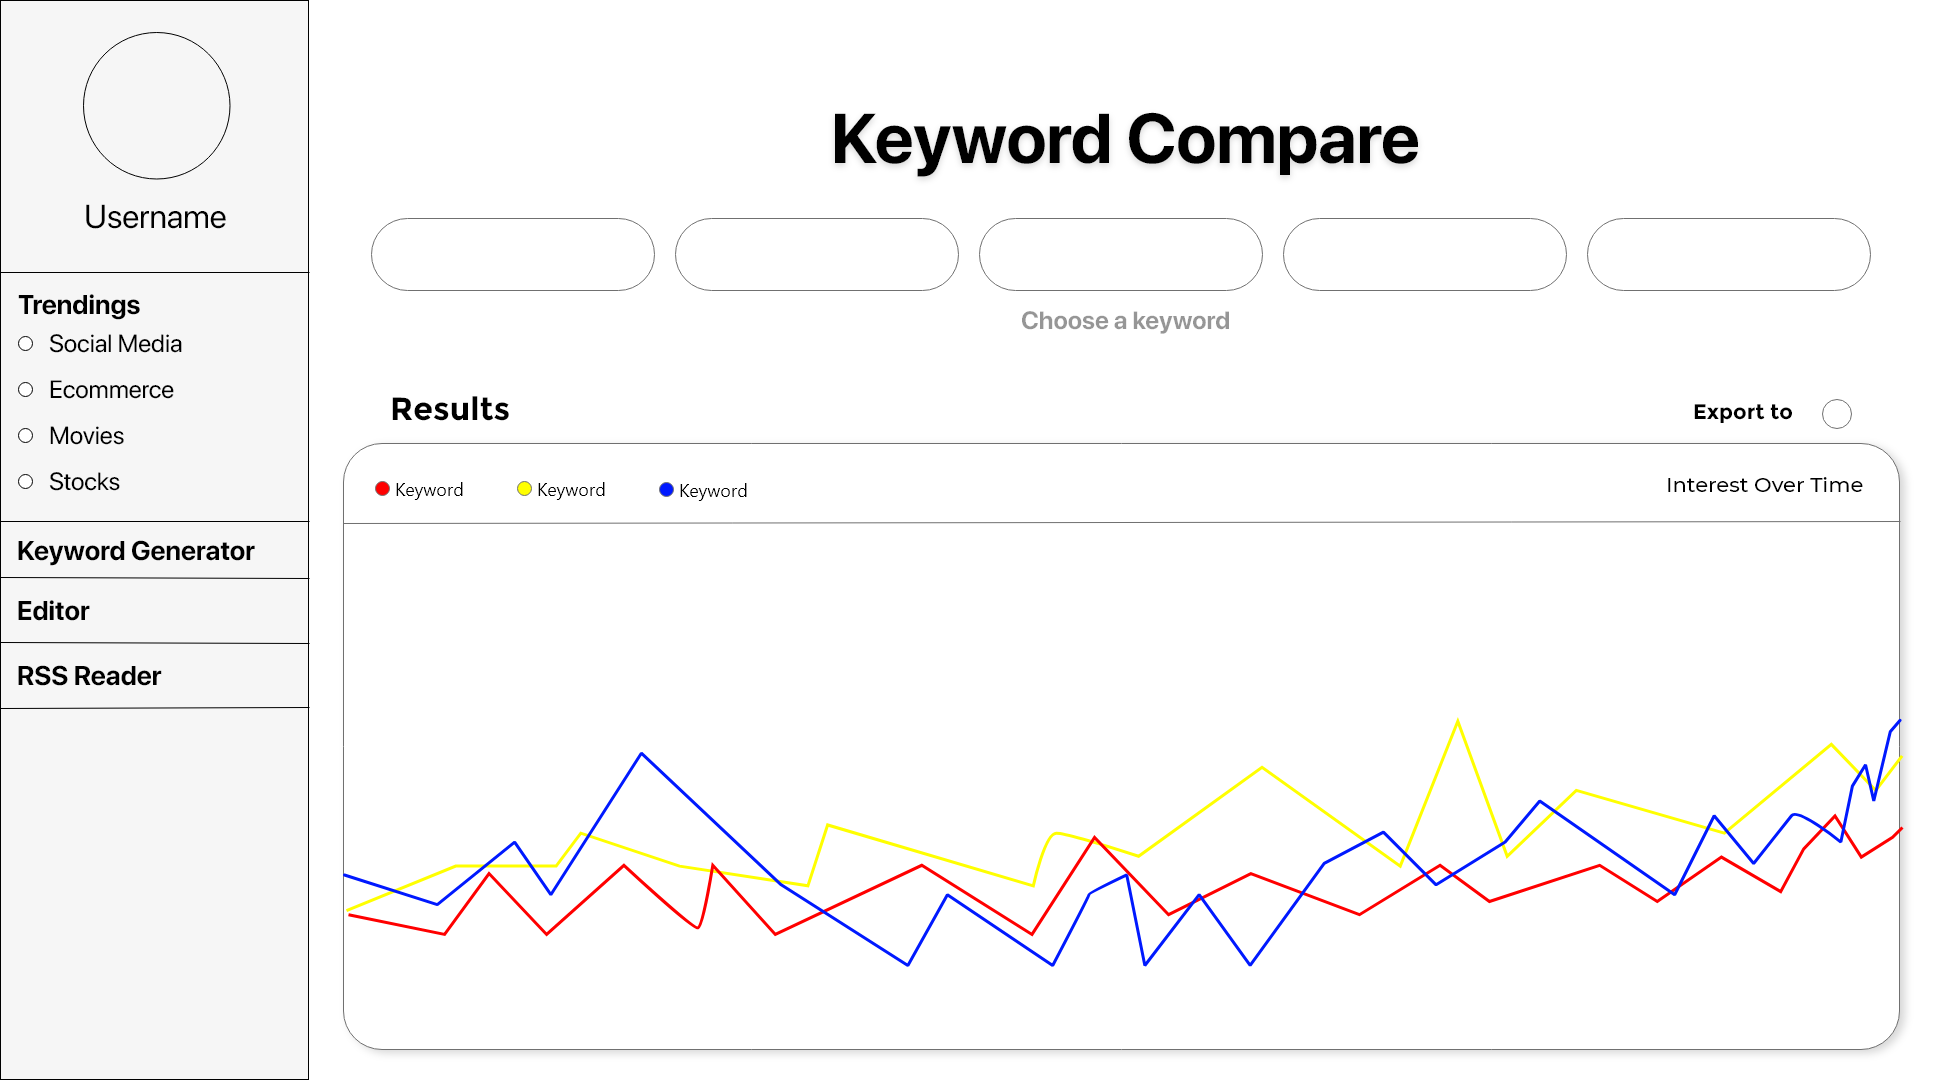 Username
Trendings
Social Media
Ecommerce
Movies
Stocks
Keyword Generator
Editor
RSS Reader
Keyword Compare
Choose a keyword
Results
Export to
Keyword Keyword Keyword
Interest Over Time